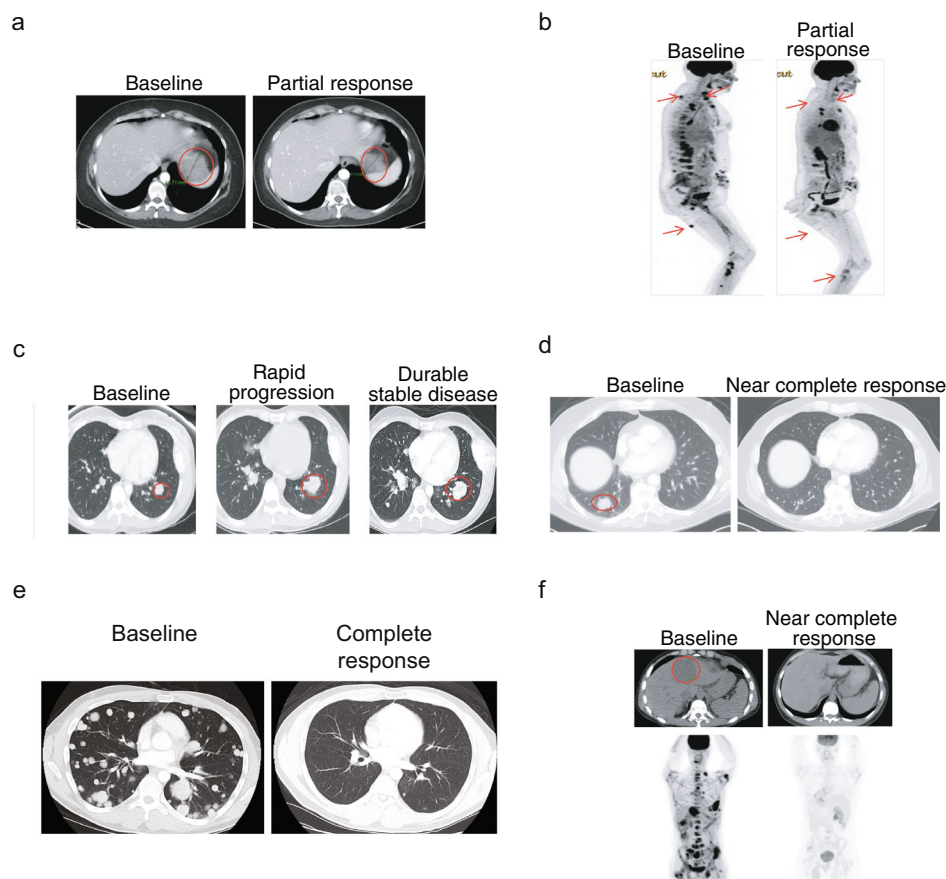 a
Baseline
Partial response
b
Baseline
Partial
response
c
Baseline
Rapid
progression
Durable
stable disease
d
Baseline
Near complete response
e
Baseline
Complete
response
f
Baseline
Near complete
response